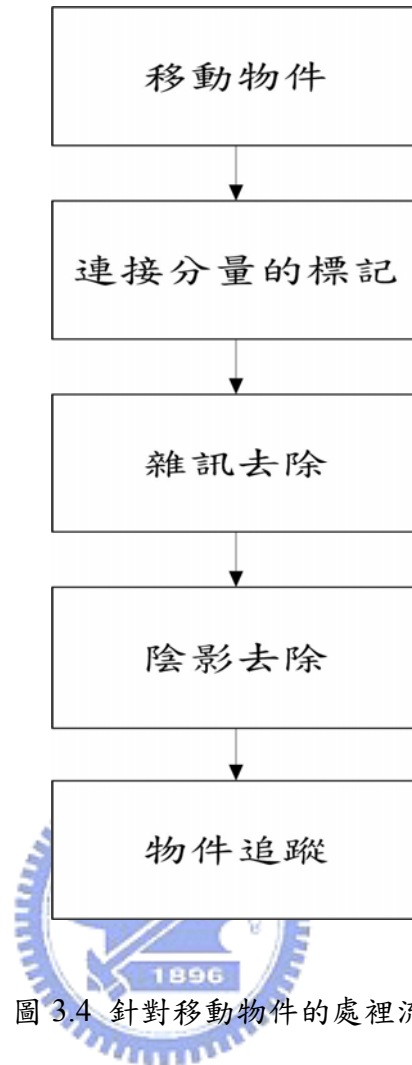 移動物件
連接分量的標記
雜訊去除
陰影去除
物件追蹤
1896
圖 3.4 針對移動物件的處裡流